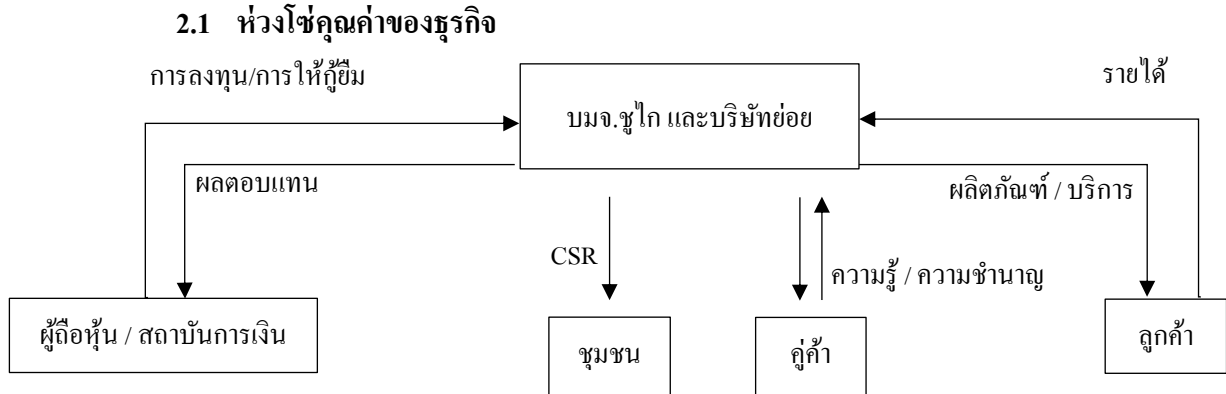 2.1 ห่วงโซ่คุณค่าของธุรกิจ
การลงทุน/การให้กู้ยืม
รายได้
บมจ.ชูไก และบริษัทย่อย
ผลตอบแทน
ผลิตภัณฑ์ / บริการ
CSR
ความรู้ / ความชำนาญ
ผู้ถือหุ้น / สถาบันการเงิน
ชุมชน
คู่ค้า
ลูกค้า